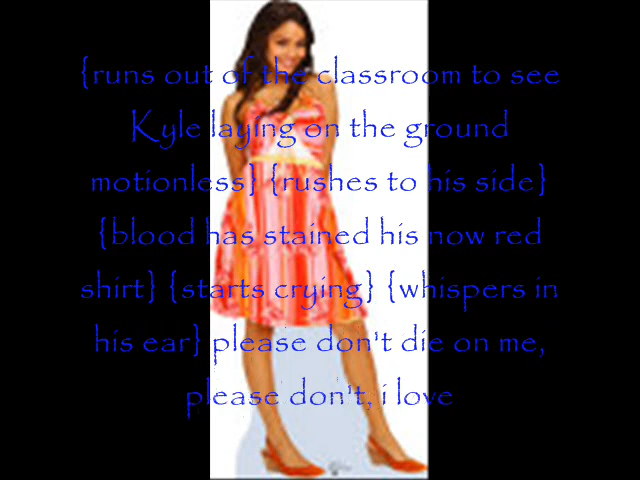 {runs out of the classroom to see
Kyle laying on the ground
motionless} {rushes to his side}
{blood has stained his now red
shirt} {starts crying} {whispers in
his ear} please don't die on me,
please don't, i love